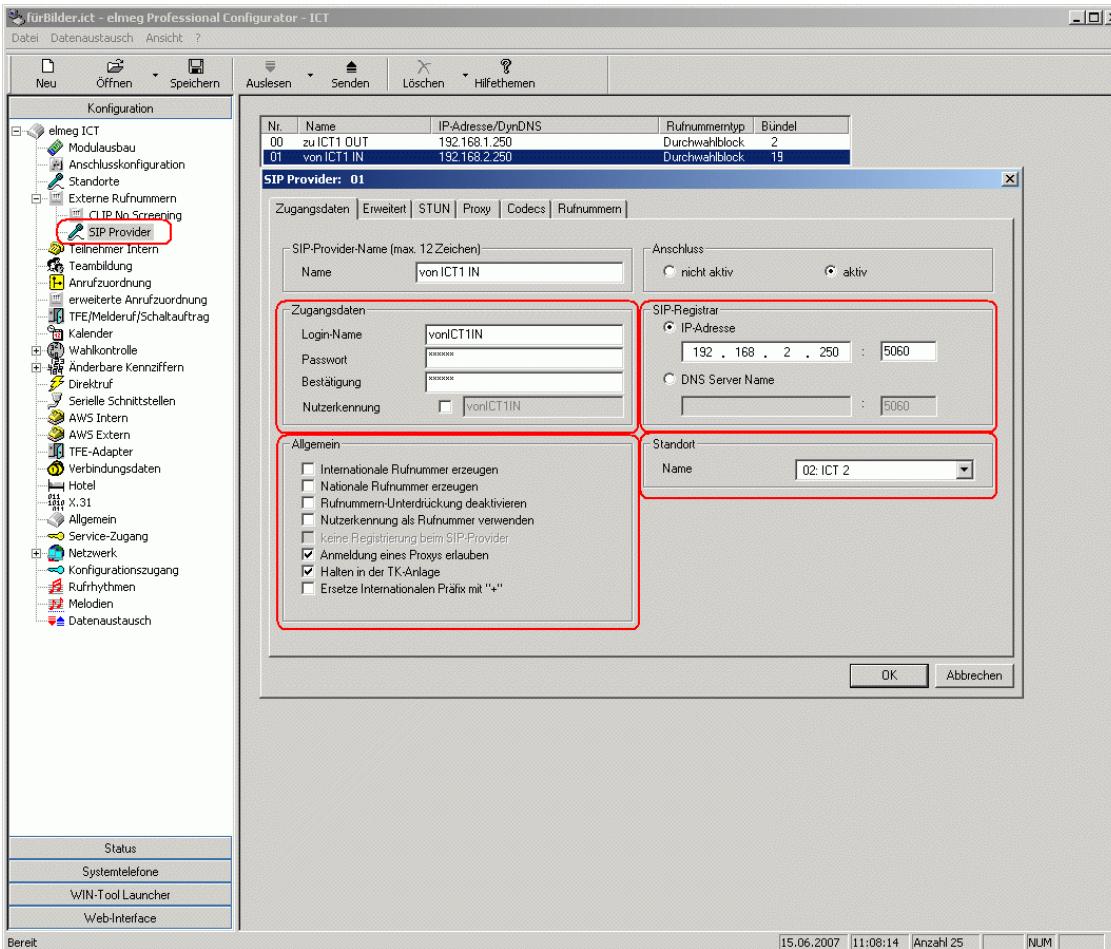 fürBilder.ict - elmeg Professional Configurator - ICT
Datei Datenaustausch Ansicht ?
Neu Öffnen Speichern Auslesen Senden Löschen Hilfethemen
Konfiguration
elmeg ICT
Modulausbau
Anschlusskonfiguration
Standorte
Externe Rufnummern
CLIP No Screening
SIP Provider
Teilnehmer Intern
Teambildung
Anrufzuordnung
erweiterte Anrufzuordnung
TFE/Melderuf/Schaltauftrag
Kalender
Wahlkontrolle
Änderbare Kennziffern
Direktruf
Serielle Schnittstellen
AWS Intern
AWS Extern
TFE-Adapter
Verbindungsdaten
Hotel
X.31
Allgemein
Service-Zugang
Netzwerk
Konfigurationszugang
Rufrhythmen
Melodien
Datenaustausch
Status
Systemtelefone
WIN-Tool Launcher
Web-Interface
Nr. Name IP-Adresse/DynDNS Rufnummerntyp Bündel
00 zu ICT1 OUT 192.168.1.250 Durchwahlblock 2
01 von ICT1 IN 192.168.2.250 Durchwahlblock 19
SIP Provider: 01
Zugangsdaten Erweitert STUN Proxy Codecs Rufnummern
SIP-Provider-Name (max. 12 Zeichen)
Name von ICT1 IN
Anschluss
nicht aktiv aktiv
Zugangsdaten
Login-Name vonICT1IN
Passwort xxxxxx
Bestätigung xxxxxx
Nutzerkennung vonICT1IN
SIP-Registrar
IP-Adresse
192 . 168 . 2 . 250 : 5060
DNS Server Name
: 5060
Allgemein
Internationale Rufnummer erzeugen
Nationale Rufnummer erzeugen
Rufnummern-Unterdrückung deaktivieren
Nutzerkennung als Rufnummer verwenden
keine Registrierung beim SIP-Provider
Anmeldung eines Proxys erlauben
Halten in der TK-Anlage
Ersetze Internationalen Präfix mit "+"
Standort
Name 02: ICT 2
OK Abbrechen
Bereit 15.06.2007 11:08:14 Anzahl 25 NUM